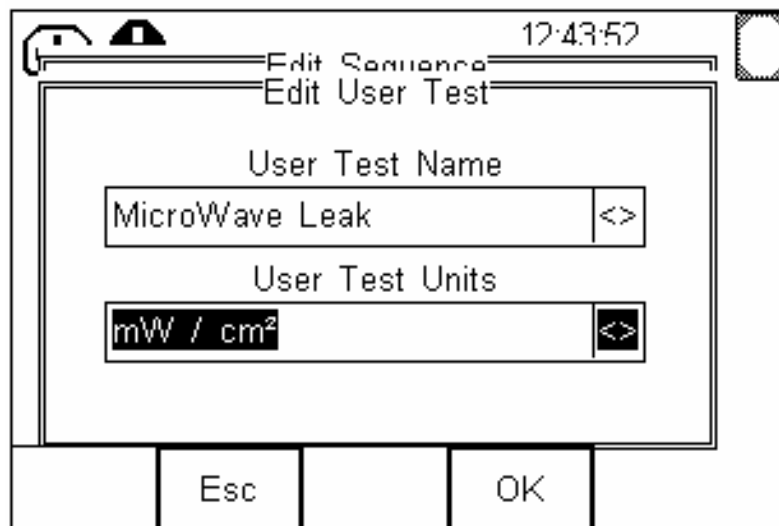 12:43:52
Edit Sequence
Edit User Test
User Test Name
MicroWave Leak <>
User Test Units
mW / cm² <>
Esc OK